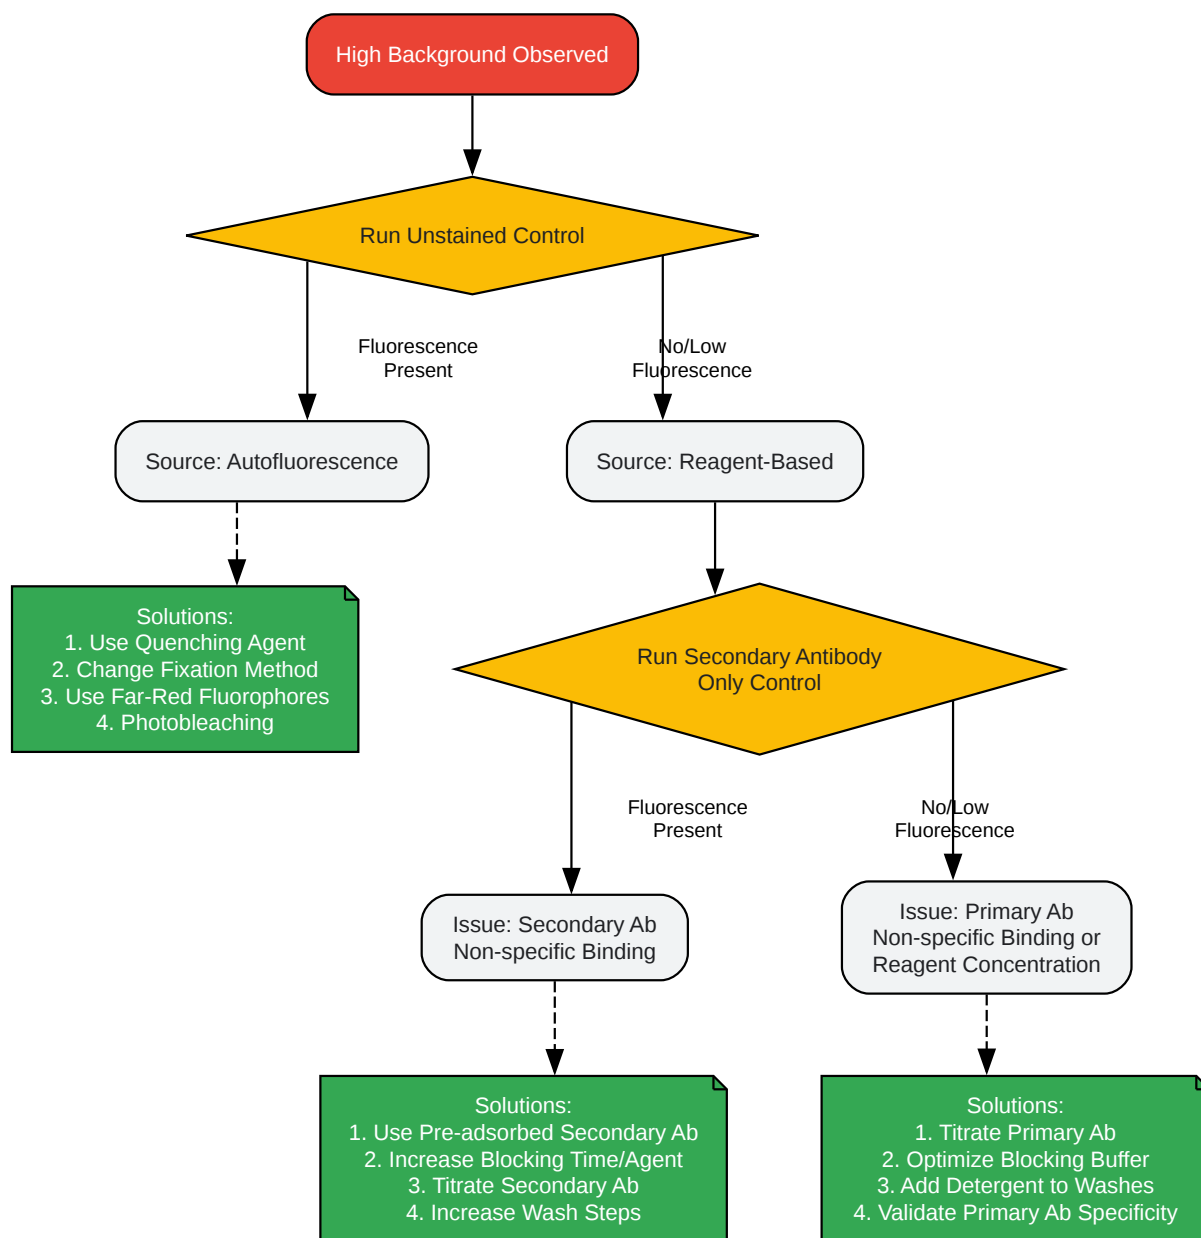 High Background Observed
Run Unstained Control
Fluorescence
Present
No/Low
Fluorescence
Source: Autofluorescence
Source: Reagent-Based
Solutions:
1. Use Quenching Agent
2. Change Fixation Method
3. Use Far-Red Fluorophores
4. Photobleaching
Run Secondary Antibody
Only Control
Fluorescence
Present
No/Low
Fluorescence
Issue: Secondary Ab
Non-specific Binding
Issue: Primary Ab
Non-specific Binding or
Reagent Concentration
Solutions:
1. Use Pre-adsorbed Secondary Ab
2. Increase Blocking Time/Agent
3. Titrate Secondary Ab
4. Increase Wash Steps
Solutions:
1. Titrate Primary Ab
2. Optimize Blocking Buffer
3. Add Detergent to Washes
4. Validate Primary Ab Specificity